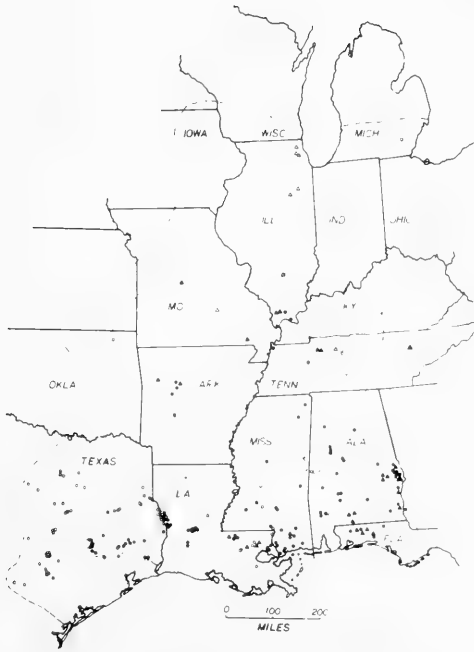 IOWA WISC MICH
ILL IND OHIO
MO KY
OKLA ARK TENN
MISS ALA
TEXAS LA
FLA
0 100 200
MILES